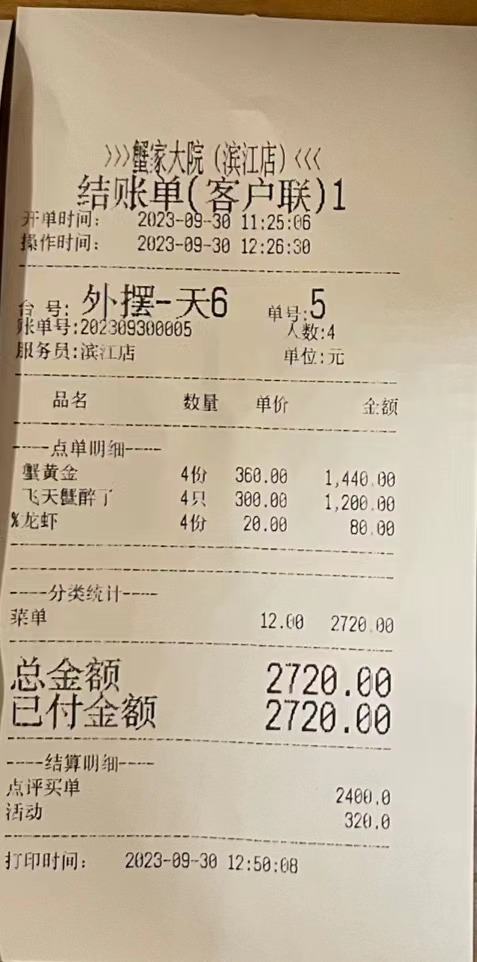 >>>蟹家大院(滨江店)<<<
结账单(客户联)1
开单时间: 2023-09-30 11:25:06
操作时间: 2023-09-30 12:26:30
台号: 外摆-天6 单号:5
账单号:202309300005 人数:4
服务员:滨江店 单位:元
品名 数量 单价 金额
-----点单明细-----
蟹黄金 4份 360.00 1,440.00
飞天蟹醉了 4只 300.00 1,200.00
%龙虾 4份 20.00 80.00
-----分类统计-----
菜单 12.00 2720.00
总金额 2720.00
已付金额 2720.00
-----结算明细-----
点评买单 2400.0
活动 320.0
打印时间: 2023-09-30 12:50:08